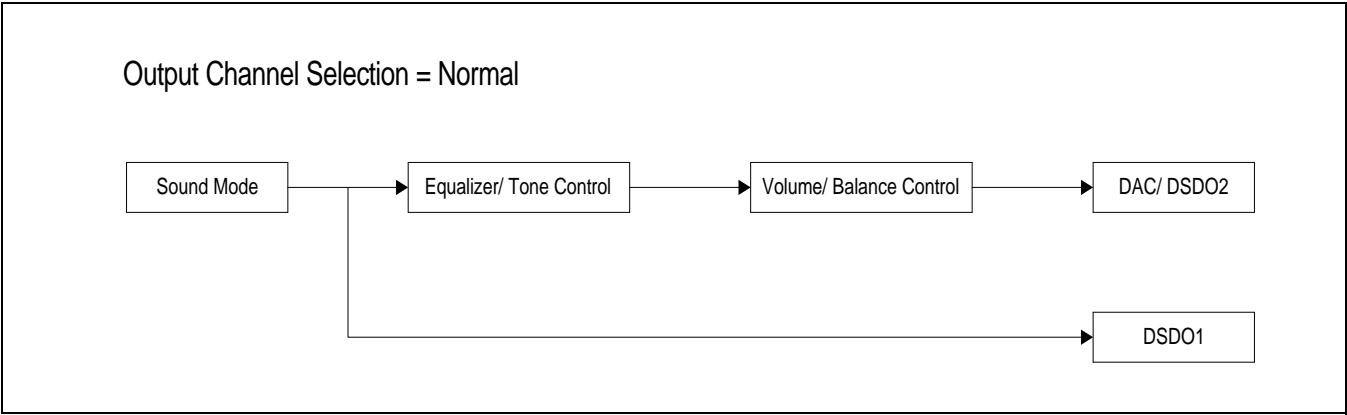 Output Channel Selection = Normal
Sound Mode
Equalizer/ Tone Control
Volume/ Balance Control
DAC/ DSDO2
DSDO1